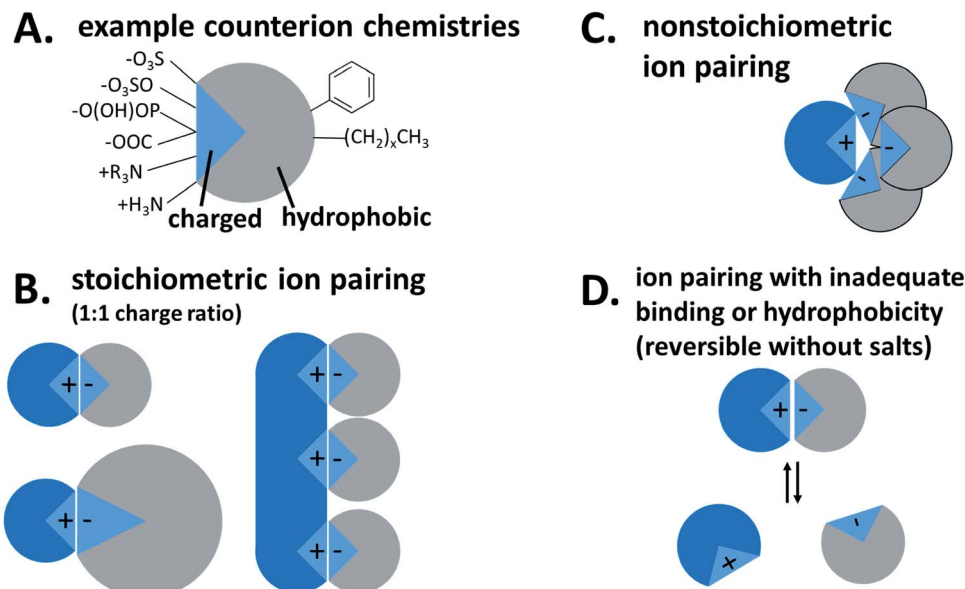 A. example counterion chemistries
-O₃S
-O₃SO
-O(OH)OP
-OOC
+R₃N
+H₃N
(CH₂)ₓCH₃
charged
hydrophobic
B. stoichiometric ion pairing
(1:1 charge ratio)
+ -
+ -
+ -
+ -
+ -
C. nonstoichiometric
ion pairing
-
+ -
-
D. ion pairing with inadequate
binding or hydrophobicity
(reversible without salts)
+ -
+ -